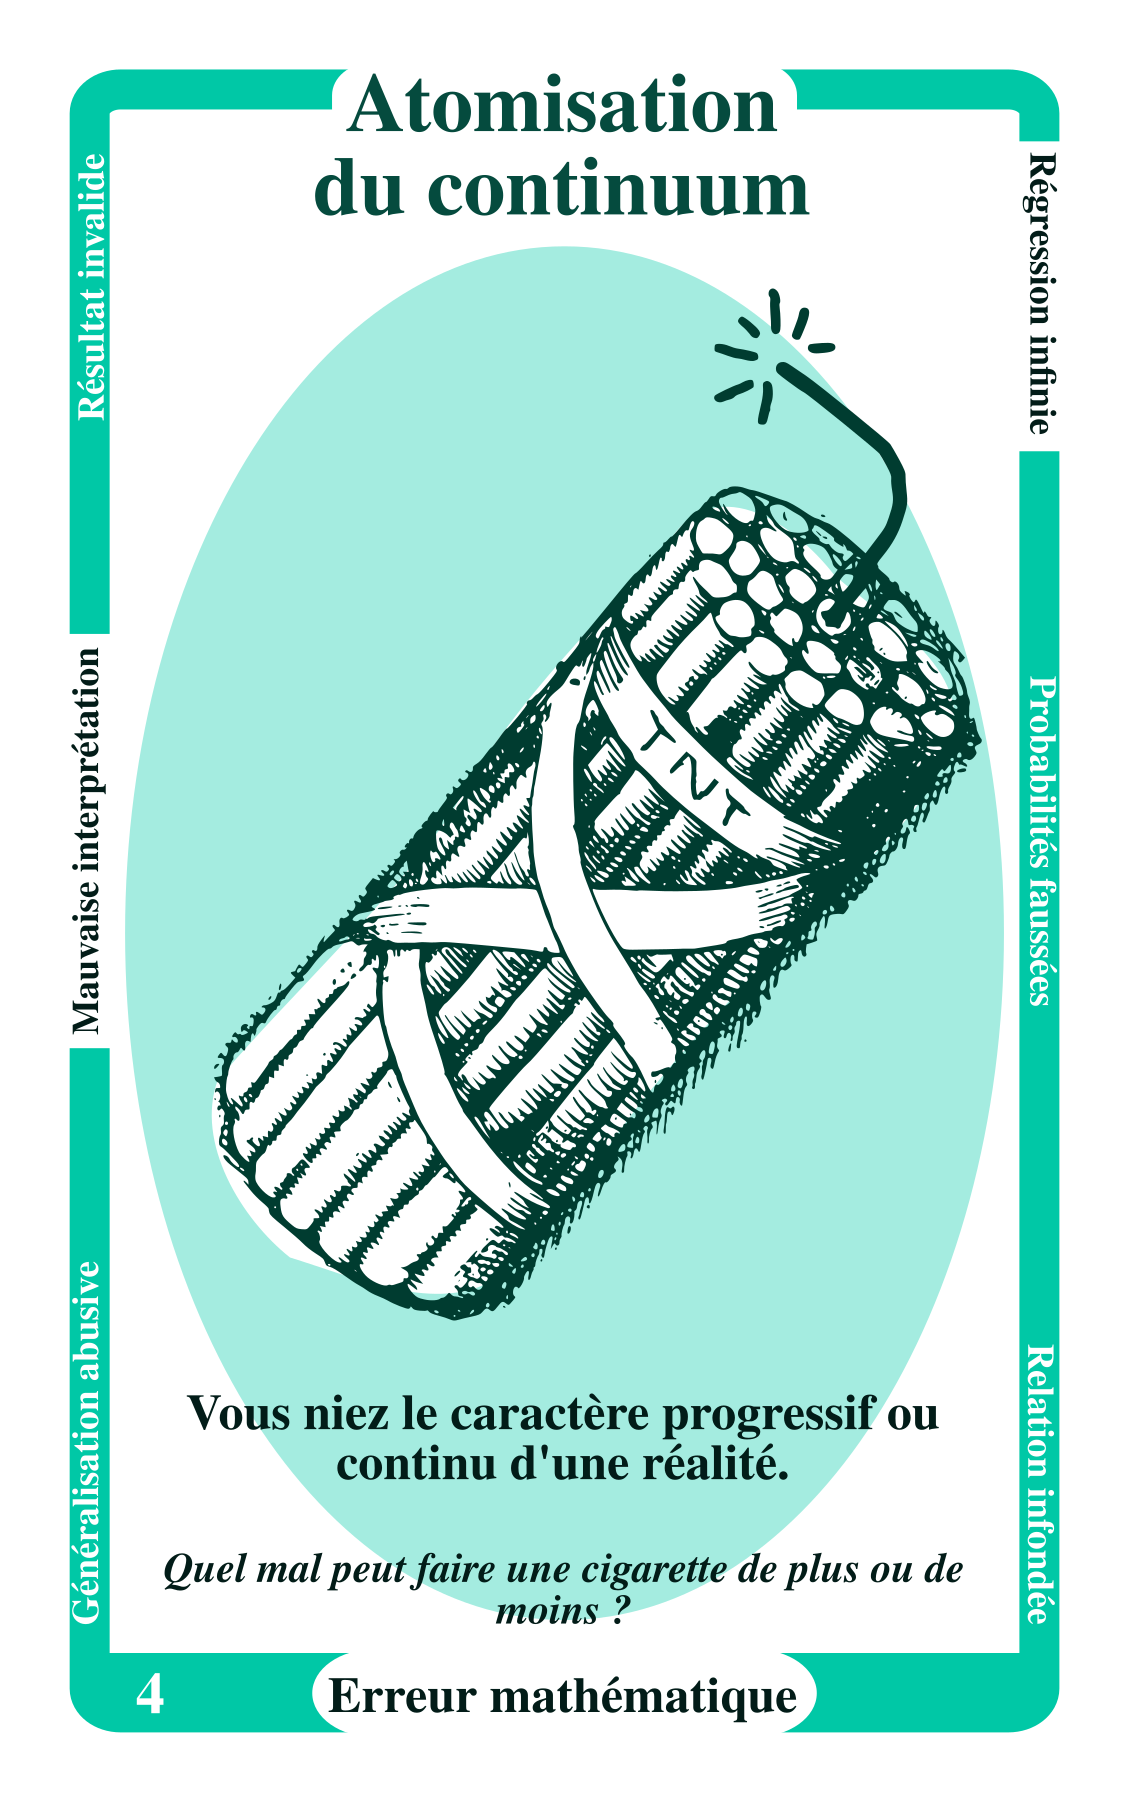 Atomisation
du continuum
Résultat invalide
Mauvaise interprétation
Généralisation abusive
Régression infinie
Probabilités faussées
Relation infondée
TNT
Vous niez le caractère progressif ou
continu d'une réalité.
Quel mal peut faire une cigarette de plus ou de
moins ?
4
Erreur mathématique